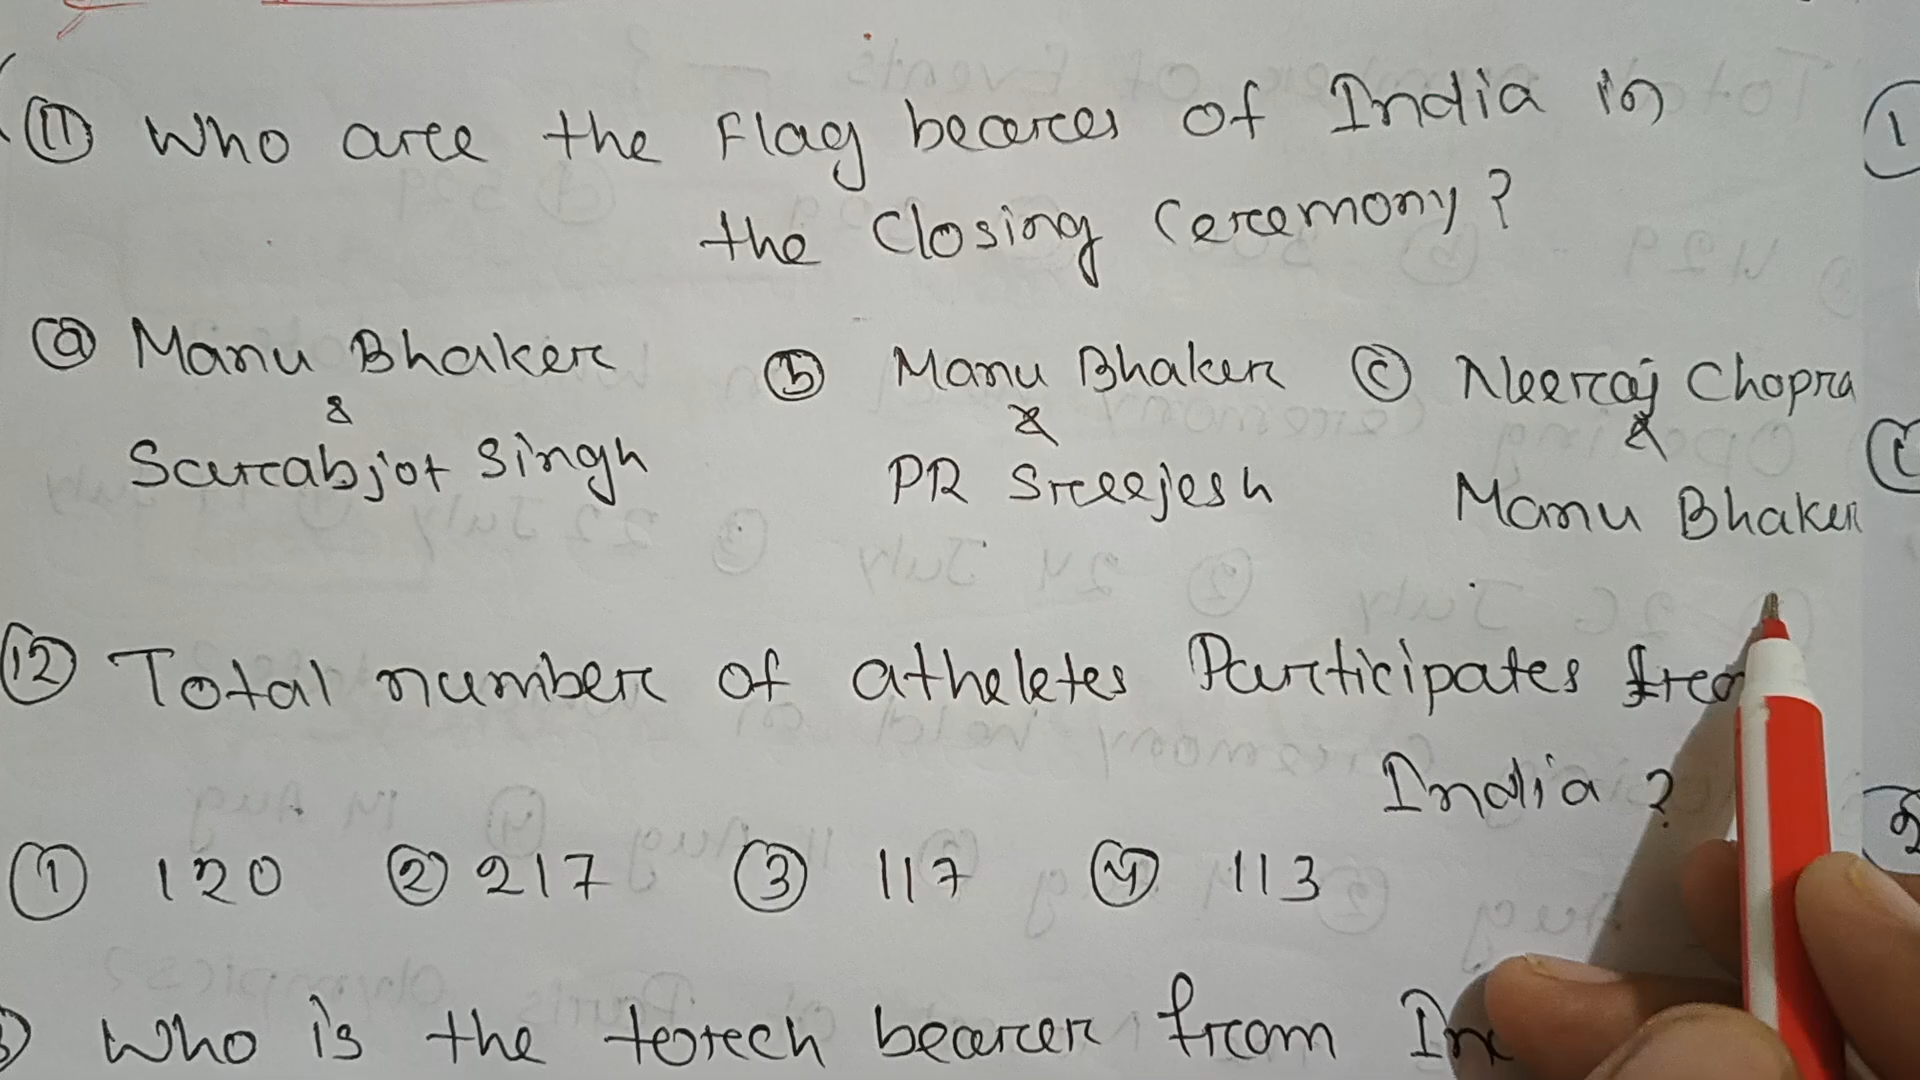 (11) Who are the Flag bearers of India in
the Closing Ceremony?
(a) Manu Bhaker & Sarabjot Singh
(b) Manu Bhaker & PR Sreejesh
(c) Neeraj Chopra & Manu Bhaker
(12) Total number of atheletes Participates
India?
(1) 120 (2) 217 (3) 117 (4) 113
Who is the torch bearer from